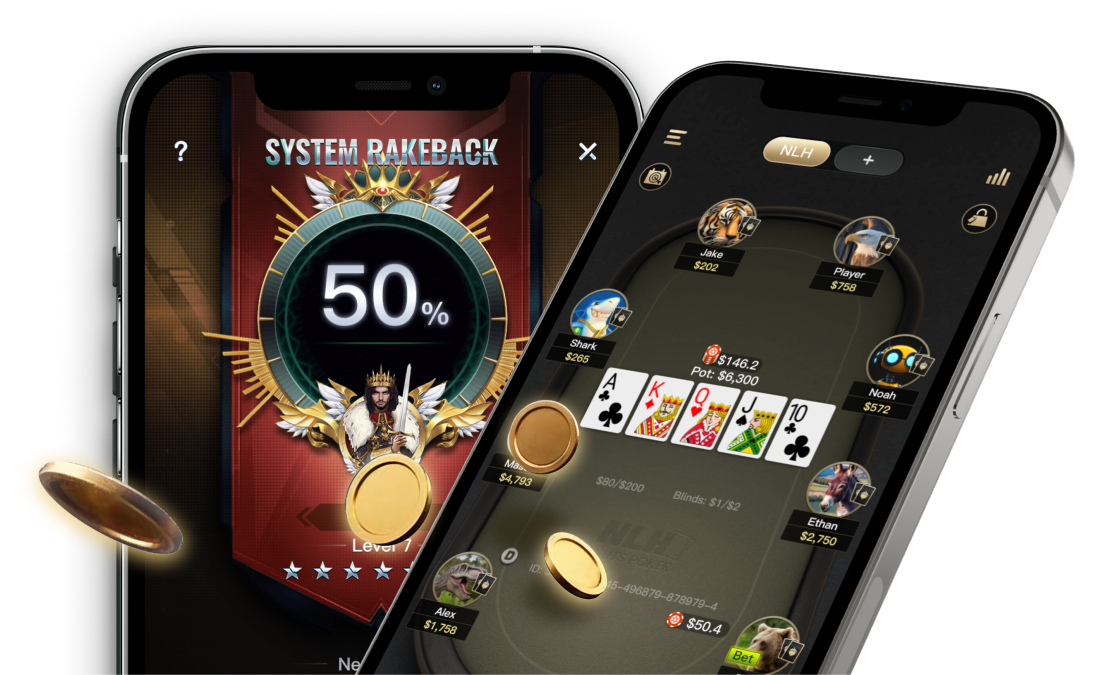 ?
SYSTEM RAKEBACK
50%
Level 7
NLH
+
Jake
$202
Player
$758
Shark
$265
$146.2
Pot: $6,300
Noah
$572
A
K
Q
J
10
$4,793
$80/$200
Blinds: $1/$2
Ethan
$2,750
NLH
D
ID:
45-496879-878979-4
Alex
$1,758
$50.4
Bet